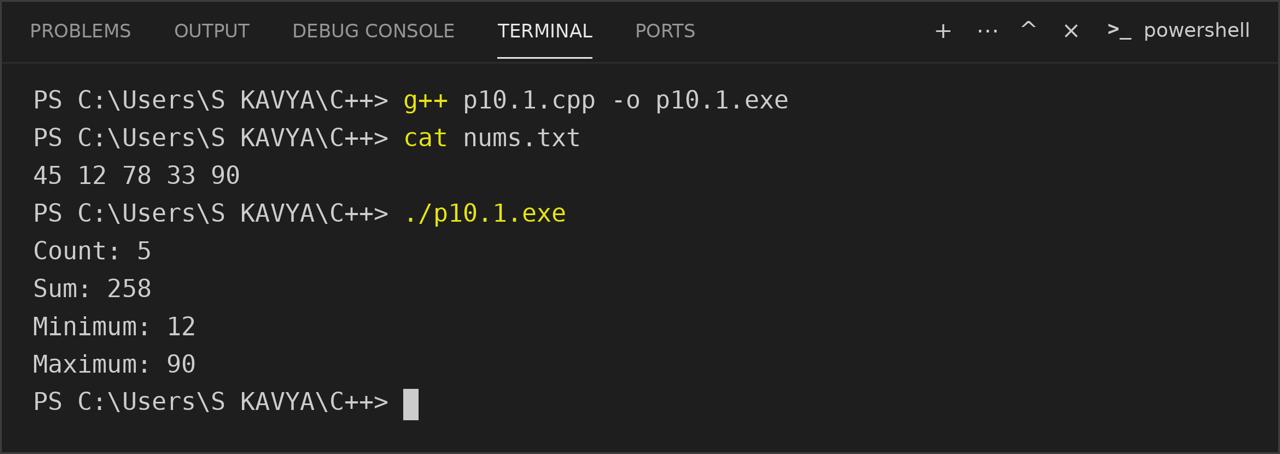 PROBLEMS OUTPUT DEBUG CONSOLE TERMINAL PORTS + ... ^ × >_ powershell
PS C:\Users\S KAVYA\C++> g++ p10.1.cpp -o p10.1.exe
PS C:\Users\S KAVYA\C++> cat nums.txt
45 12 78 33 90
PS C:\Users\S KAVYA\C++> ./p10.1.exe
Count: 5
Sum: 258
Minimum: 12
Maximum: 90
PS C:\Users\S KAVYA\C++>